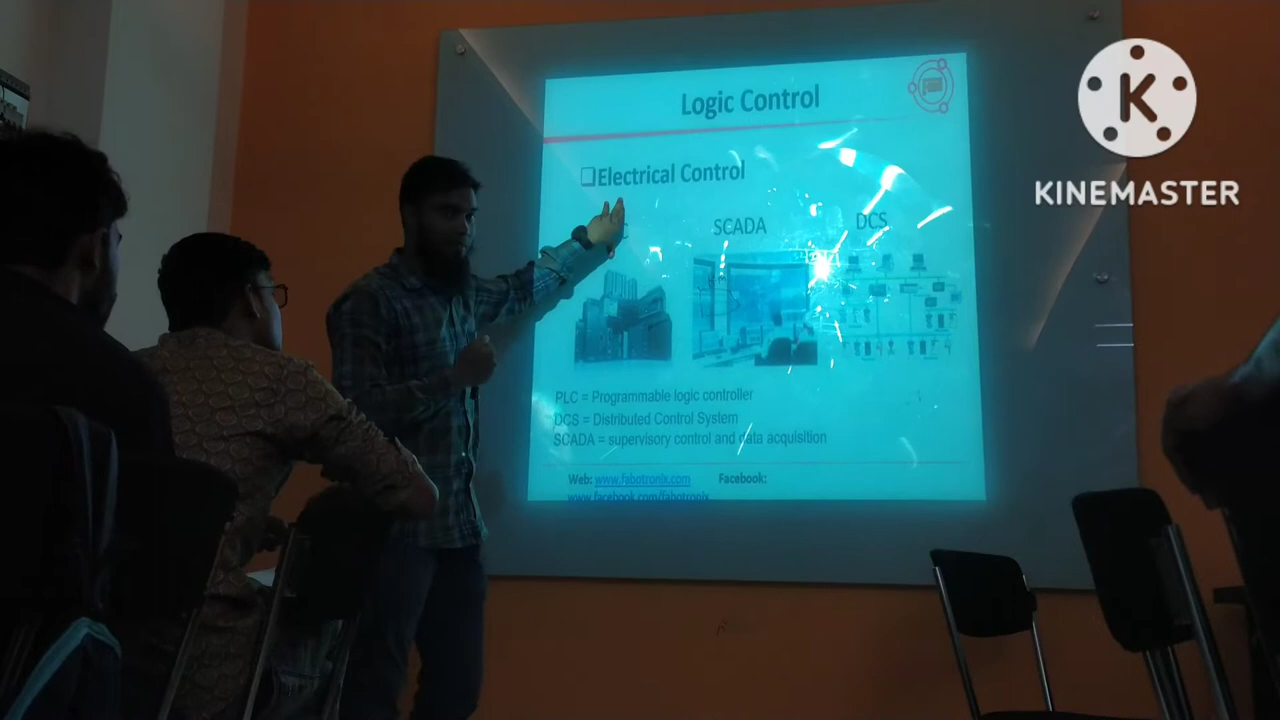 Logic Control
❑Electrical Control
SCADA
DCS
PLC = Programmable logic controller
DCS = Distributed Control System
SCADA = supervisory control and data acquisition
Web: www.fabotronix.com Facebook:
www.facebook.com/fabotronix
K
KINEMASTER